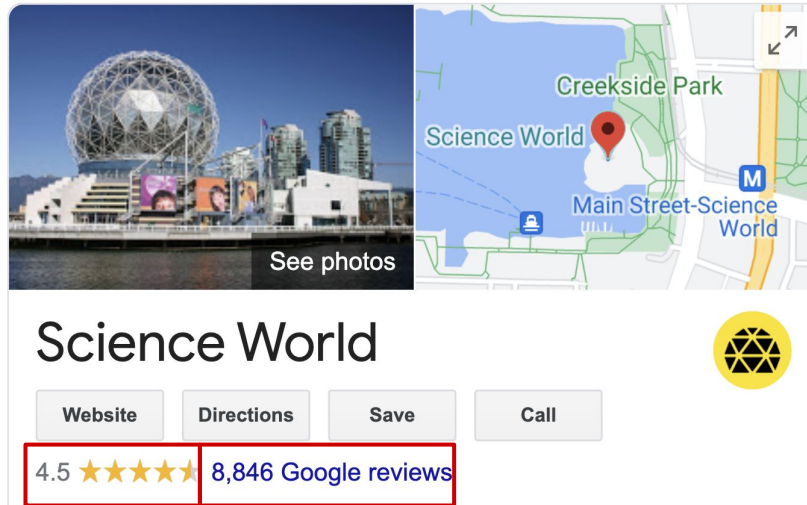 See photos
Creekside Park
Science World
M
Main Street-Science
World
Science World
Website
Directions
Save
Call
4.5
8,846 Google reviews